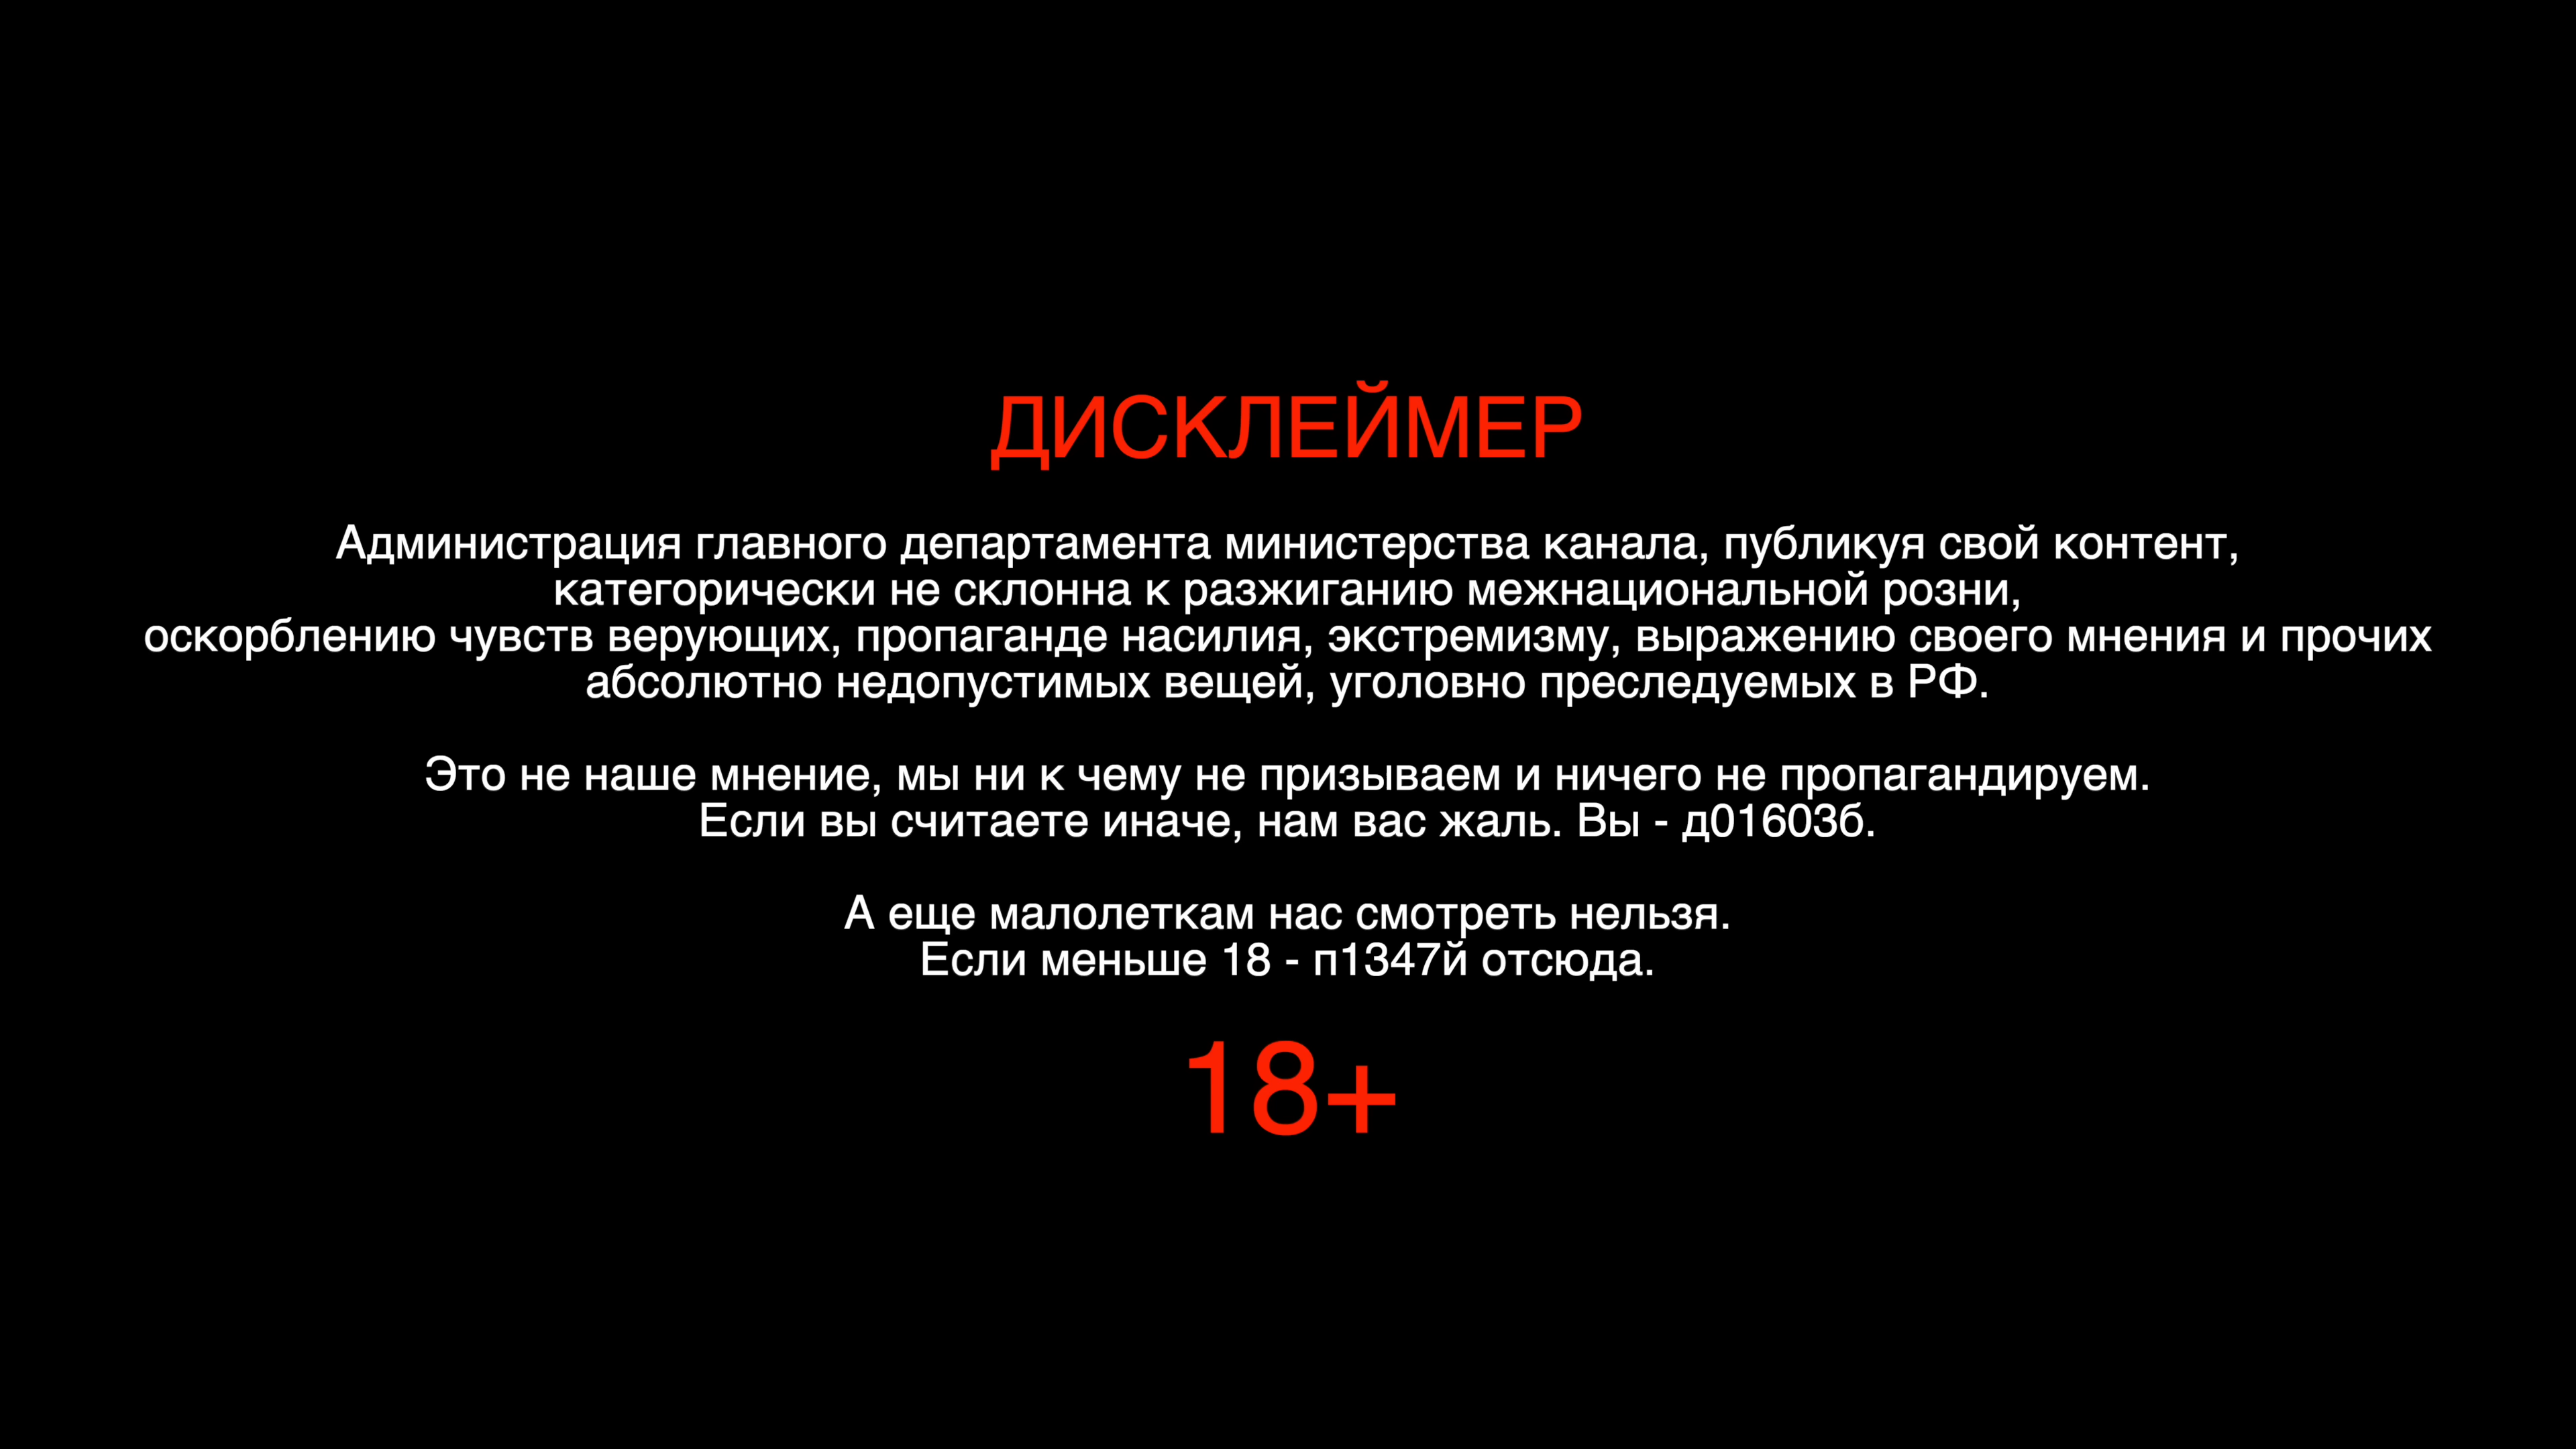 ДИСКЛЕЙМЕР
Администрация главного департамента министерства канала, публикуя свой контент,
категорически не склонна к разжиганию межнациональной розни,
оскорблению чувств верующих, пропаганде насилия, экстремизму, выражению своего мнения и прочих
абсолютно недопустимых вещей, уголовно преследуемых в РФ.
Это не наше мнение, мы ни к чему не призываем и ничего не пропагандируем.
Если вы считаете иначе, нам вас жаль. Вы - д01603б.
А еще малолеткам нас смотреть нельзя.
Если меньше 18 - п1347й отсюда.
18+